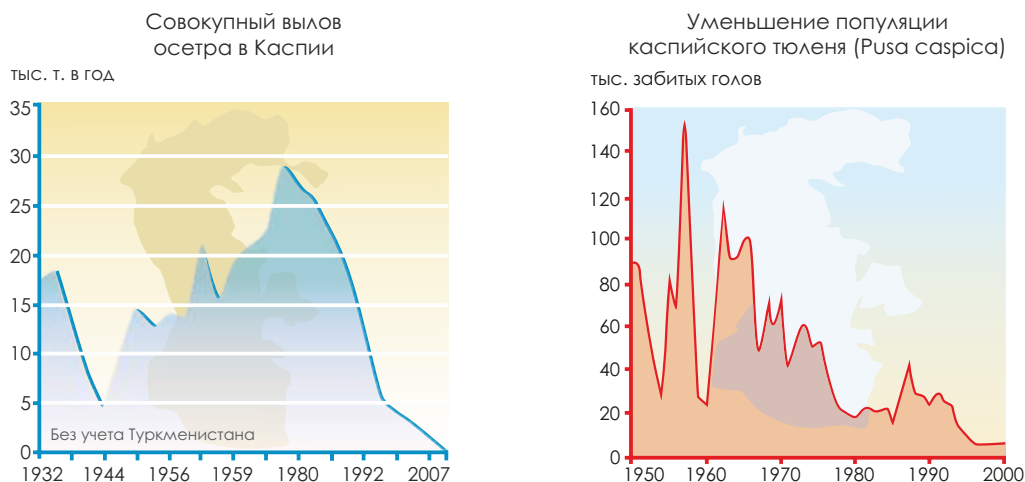 Совокупный вылов
осетра в Каспии
тыс. т. в год
35
30
25
20
15
10
5
0
Без учета Туркменистана
1932 1944 1956 1959 1980 1992 2007
Уменьшение популяции
каспийского тюленя (Pusa caspica)
тыс. забитых голов
160
140
120
100
80
60
40
20
0
1950 1960 1970 1980 1990 2000